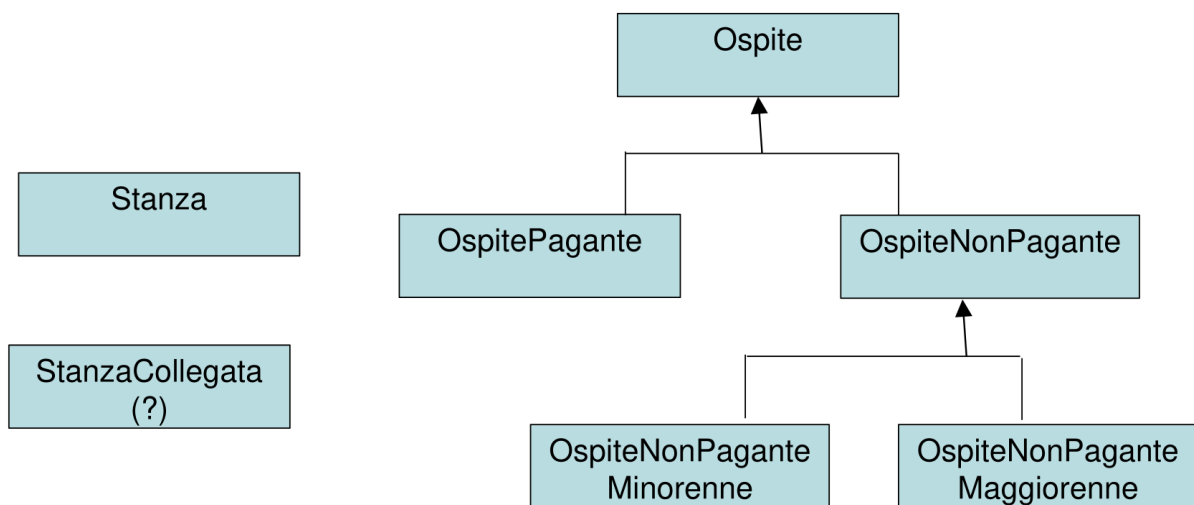 Ospite
Stanza
OspitePagante
OspiteNonPagante
StanzaCollegata
(?)
OspiteNonPagante
Minorenne
OspiteNonPagante
Maggiorenne